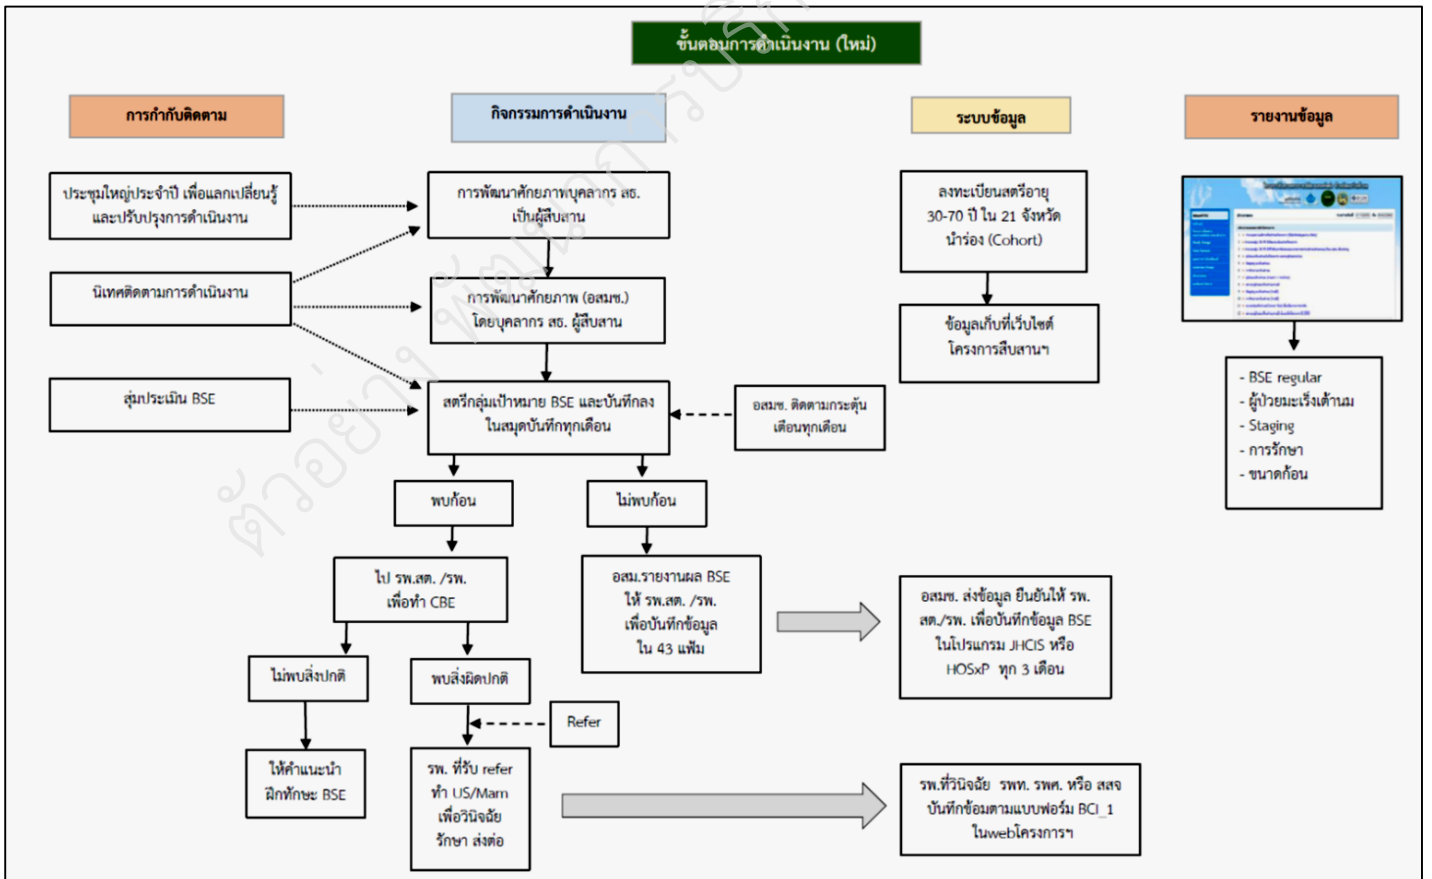 ขั้นตอนการดำเนินงาน (ใหม่)
การกำกับติดตาม
กิจกรรมการดำเนินงาน
ระบบข้อมูล
รายงานข้อมูล
ประชุมใหญ่ประจำปี เพื่อแลกเปลี่ยนรู้
และปรับปรุงการดำเนินงาน
นิเทศติดตามการดำเนินงาน
สุ่มประเมิน BSE
การพัฒนาศักยภาพบุคลากร สธ.
เป็นผู้สืบสาน
การพัฒนาศักยภาพ (อสมช.)
โดยบุคลากร สธ. ผู้สืบสาน
สตรีกลุ่มเป้าหมาย BSE และบันทึกลง
ในสมุดบันทึกทุกเดือน
อสมช. ติดตามกระตุ้น
เตือนทุกเดือน
พบก้อน
ไม่พบก้อน
ไป รพ.สต. /รพ.
เพื่อทำ CBE
อสม.รายงานผล BSE
ให้ รพ.สต. /รพ.
เพื่อบันทึกข้อมูล
ใน 43 แฟ้ม
ไม่พบสิ่งปกติ
พบสิ่งผิดปกติ
Refer
ให้คำแนะนำ
ฝึกทักษะ BSE
รพ. ที่รับ refer
ทำ US/Mam
เพื่อวินิจฉัย
รักษา ส่งต่อ
ลงทะเบียนสตรีอายุ
30-70 ปี ใน 21 จังหวัด
นำร่อง (Cohort)
ข้อมูลเก็บที่เว็บไซต์
โครงการสืบสานฯ
อสมช. ส่งข้อมูล ยืนยันให้ รพ.
สต./รพ. เพื่อบันทึกข้อมูล BSE
ในโปรแกรม JHCIS หรือ
HOSxP ทุก 3 เดือน
รพ.ที่วินิจฉัย รพท. รพศ. หรือ สสจ
บันทึกข้อมตามแบบฟอร์ม BCI_1
ในwebโครงการฯ
- BSE regular
- ผู้ป่วยมะเร็งเต้านม
- Staging
- การรักษา
- ขนาดก้อน
ตัวอย่าง พัฒนาการบริก